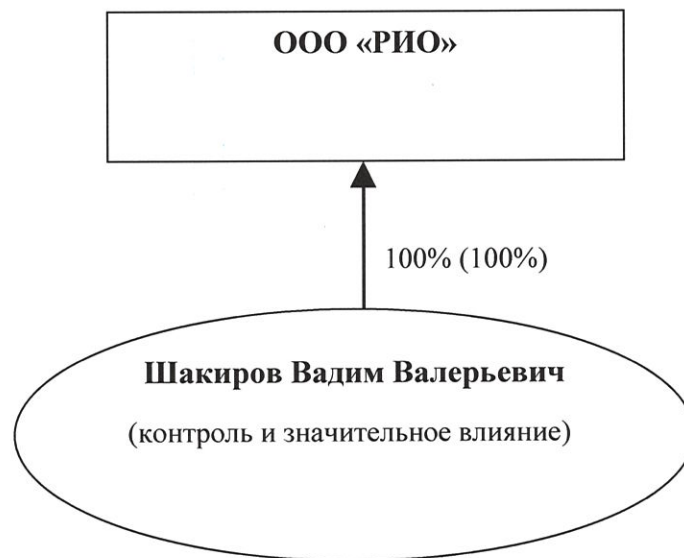 ООО «РИО»
100% (100%)
Шакиров Вадим Валерьевич
(контроль и значительное влияние)